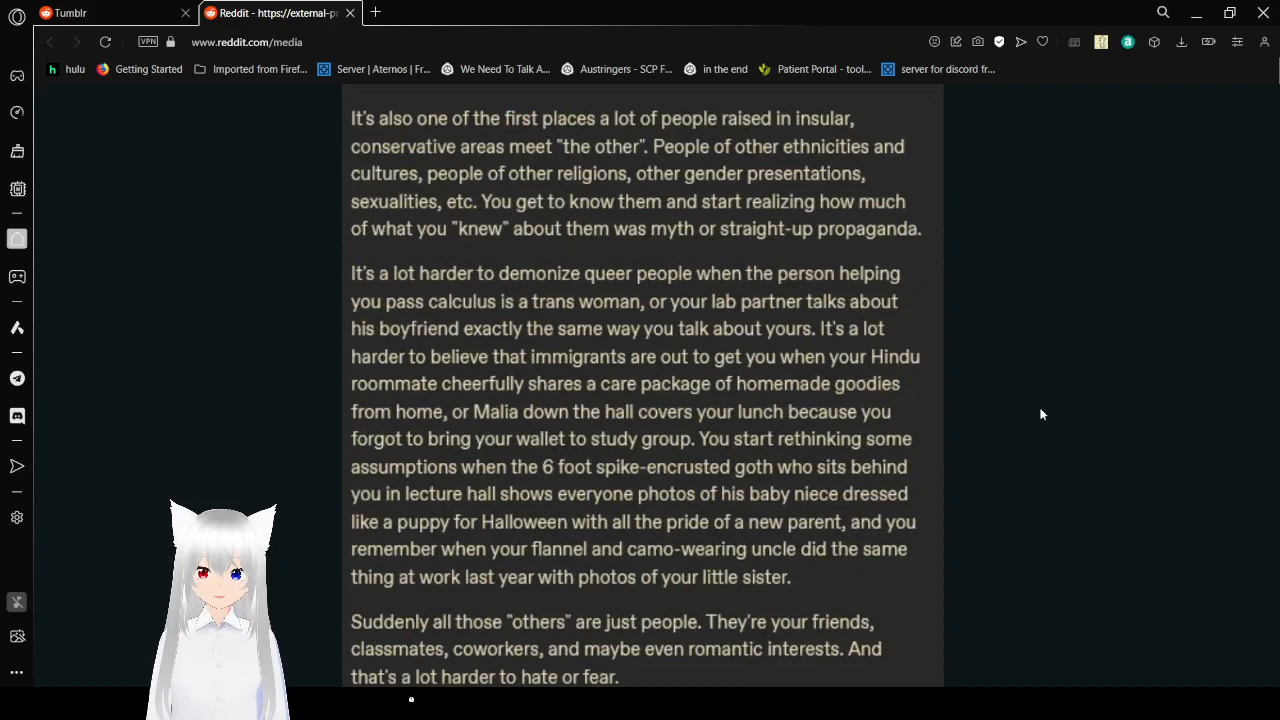 Tumblr
Reddit - https://external-pr
VPN
www.reddit.com/media
hulu
Getting Started
Imported from Firef...
Server | Aternos | Fr...
We Need To Talk A...
Austringers - SCP F...
in the end
Patient Portal - tool...
server for discord fr...
It's also one of the first places a lot of people raised in insular,
conservative areas meet "the other". People of other ethnicities and
cultures, people of other religions, other gender presentations,
sexualities, etc. You get to know them and start realizing how much
of what you "knew" about them was myth or straight-up propaganda.
It's a lot harder to demonize queer people when the person helping
you pass calculus is a trans woman, or your lab partner talks about
his boyfriend exactly the same way you talk about yours. It's a lot
harder to believe that immigrants are out to get you when your Hindu
roommate cheerfully shares a care package of homemade goodies
from home, or Malia down the hall covers your lunch because you
forgot to bring your wallet to study group. You start rethinking some
assumptions when the 6 foot spike-encrusted goth who sits behind
you in lecture hall shows everyone photos of his baby niece dressed
like a puppy for Halloween with all the pride of a new parent, and you
remember when your flannel and camo-wearing uncle did the same
thing at work last year with photos of your little sister.
Suddenly all those "others" are just people. They're your friends,
classmates, coworkers, and maybe even romantic interests. And
that's a lot harder to hate or fear.